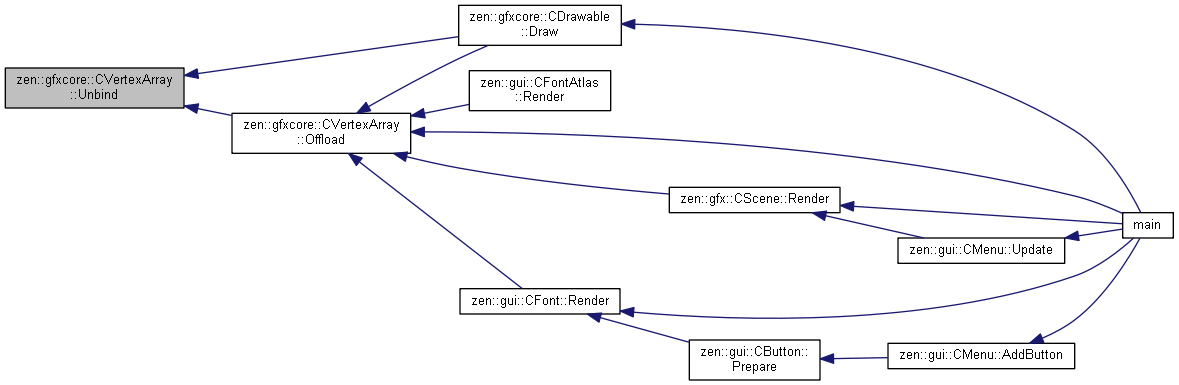 zen::gfxcore::CVertexArray
::Unbind
zen::gfxcore::CDrawable
::Draw
zen::gui::CFontAtlas
::Render
zen::gfxcore::CVertexArray
::Offload
zen::gfx::CScene::Render
main
zen::gui::CMenu::Update
zen::gui::CFont::Render
zen::gui::CButton::
Prepare
zen::gui::CMenu::AddButton